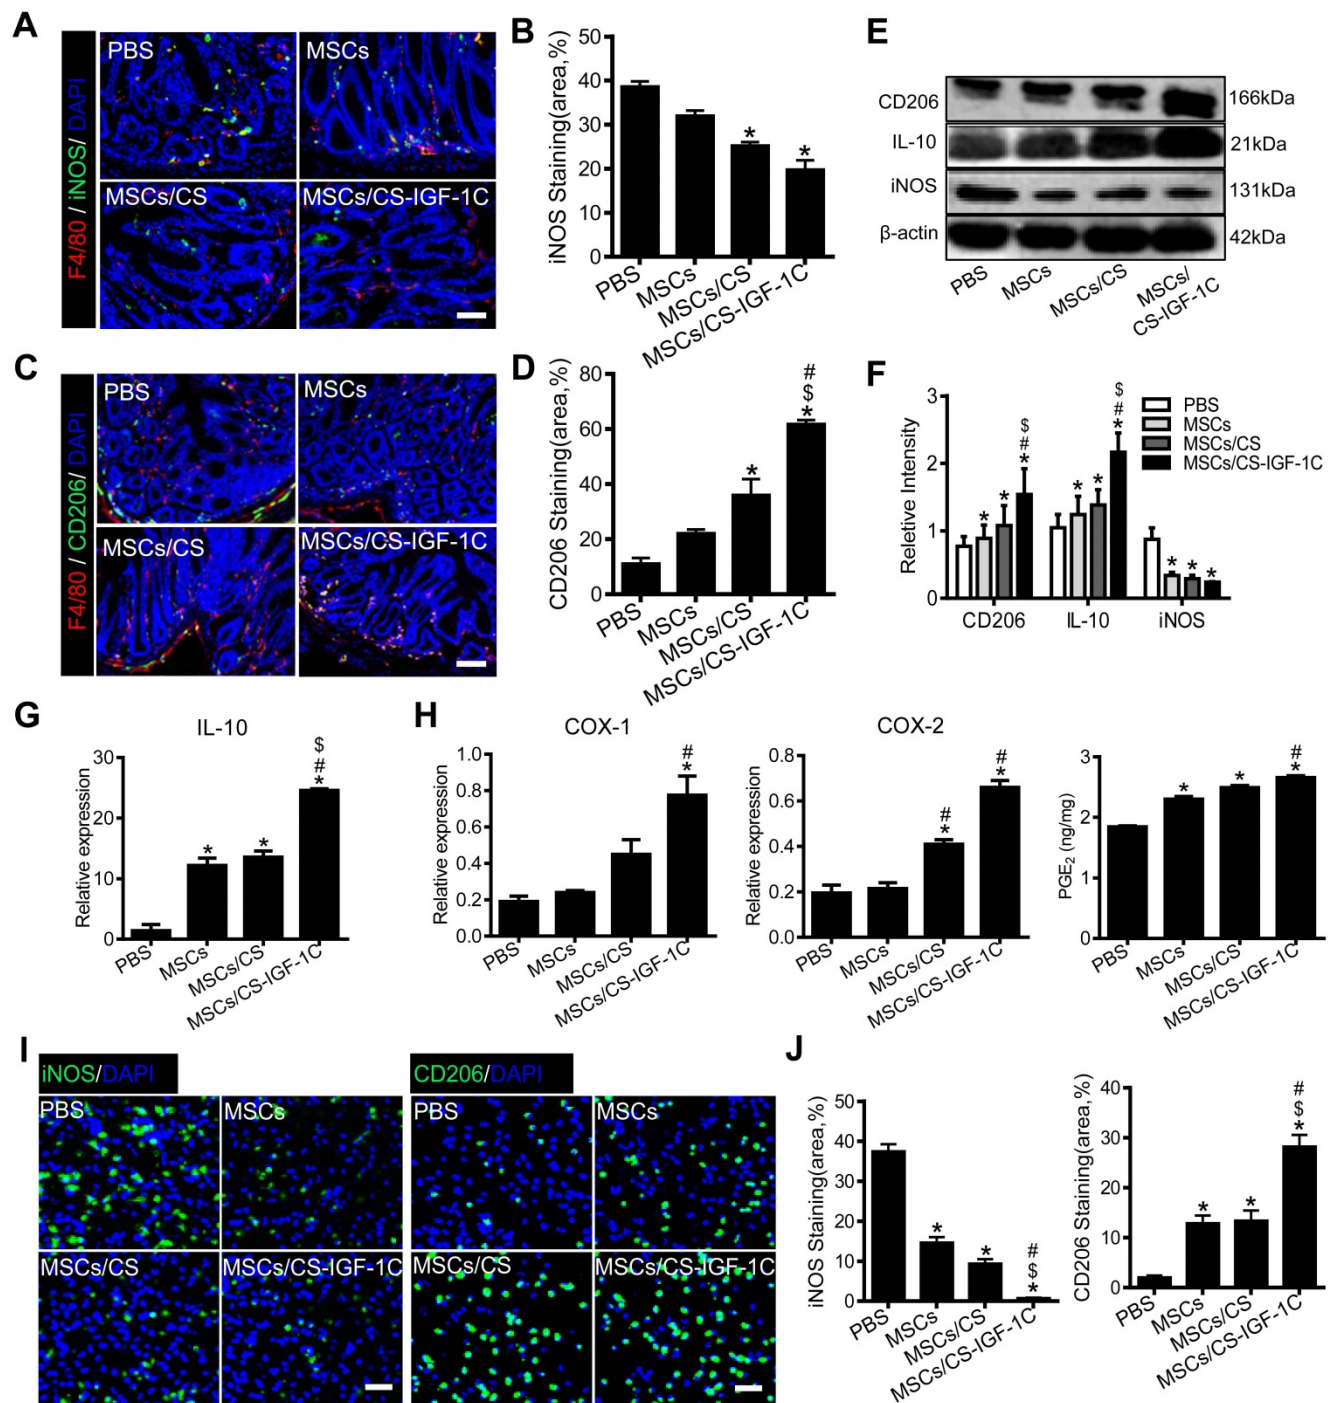 A
F4/80 / iNOS/ DAPI
PBS
MSCs
MSCs/CS
MSCs/CS-IGF-1C
B
iNOS Staining(area,%)
50
40
30
20
10
0
PBS
MSCs
MSCs/CS
MSCs/CS-IGF-1C
E
CD206
166kDa
IL-10
21kDa
iNOS
131kDa
β-actin
42kDa
PBS
MSCs
MSCs/CS
MSCs/
CS-IGF-1C
C
F4/80 / CD206/ DAPI
PBS
MSCs
MSCs/CS
MSCs/CS-IGF-1C
D
CD206 Staining(area,%)
80
60
40
20
0
*
#
$
*
PBS
MSCs
MSCs/CS
MSCs/CS-IGF-1C
F
Reletive Intensity
3
2
1
0
PBS
MSCs
MSCs/CS
MSCs/CS-IGF-1C
* * $ # *
* * $ # *
* * *
CD206
IL-10
iNOS
G
IL-10
Relative expression
30
20
10
0
* * $ # *
PBS
MSCs
MSCs/CS
MSCs/CS-IGF-1C
H
COX-1
Relative expression
1.0
0.8
0.6
0.4
0.2
0.0
#
*
PBS
MSCs
MSCs/CS
MSCs/CS-IGF-1C
COX-2
Relative expression
0.8
0.6
0.4
0.2
0.0
# * # *
PBS
MSCs
MSCs/CS
MSCs/CS-IGF-1C
PGE2 (ng/mg)
3
2
1
0
* * # *
PBS
MSCs
MSCs/CS
MSCs/CS-IGF-1C
I
iNOS/DAPI
PBS
MSCs
MSCs/CS
MSCs/CS-IGF-1C
CD206/DAPI
PBS
MSCs
MSCs/CS
MSCs/CS-IGF-1C
J
iNOS Staining(area,%)
50
40
30
20
10
0
* * # $ *
PBS
MSCs
MSCs/CS
MSCs/CS-IGF-1C
CD206 Staining(area,%)
40
30
20
10
0
* * # $ *
PBS
MSCs
MSCs/CS
MSCs/CS-IGF-1C